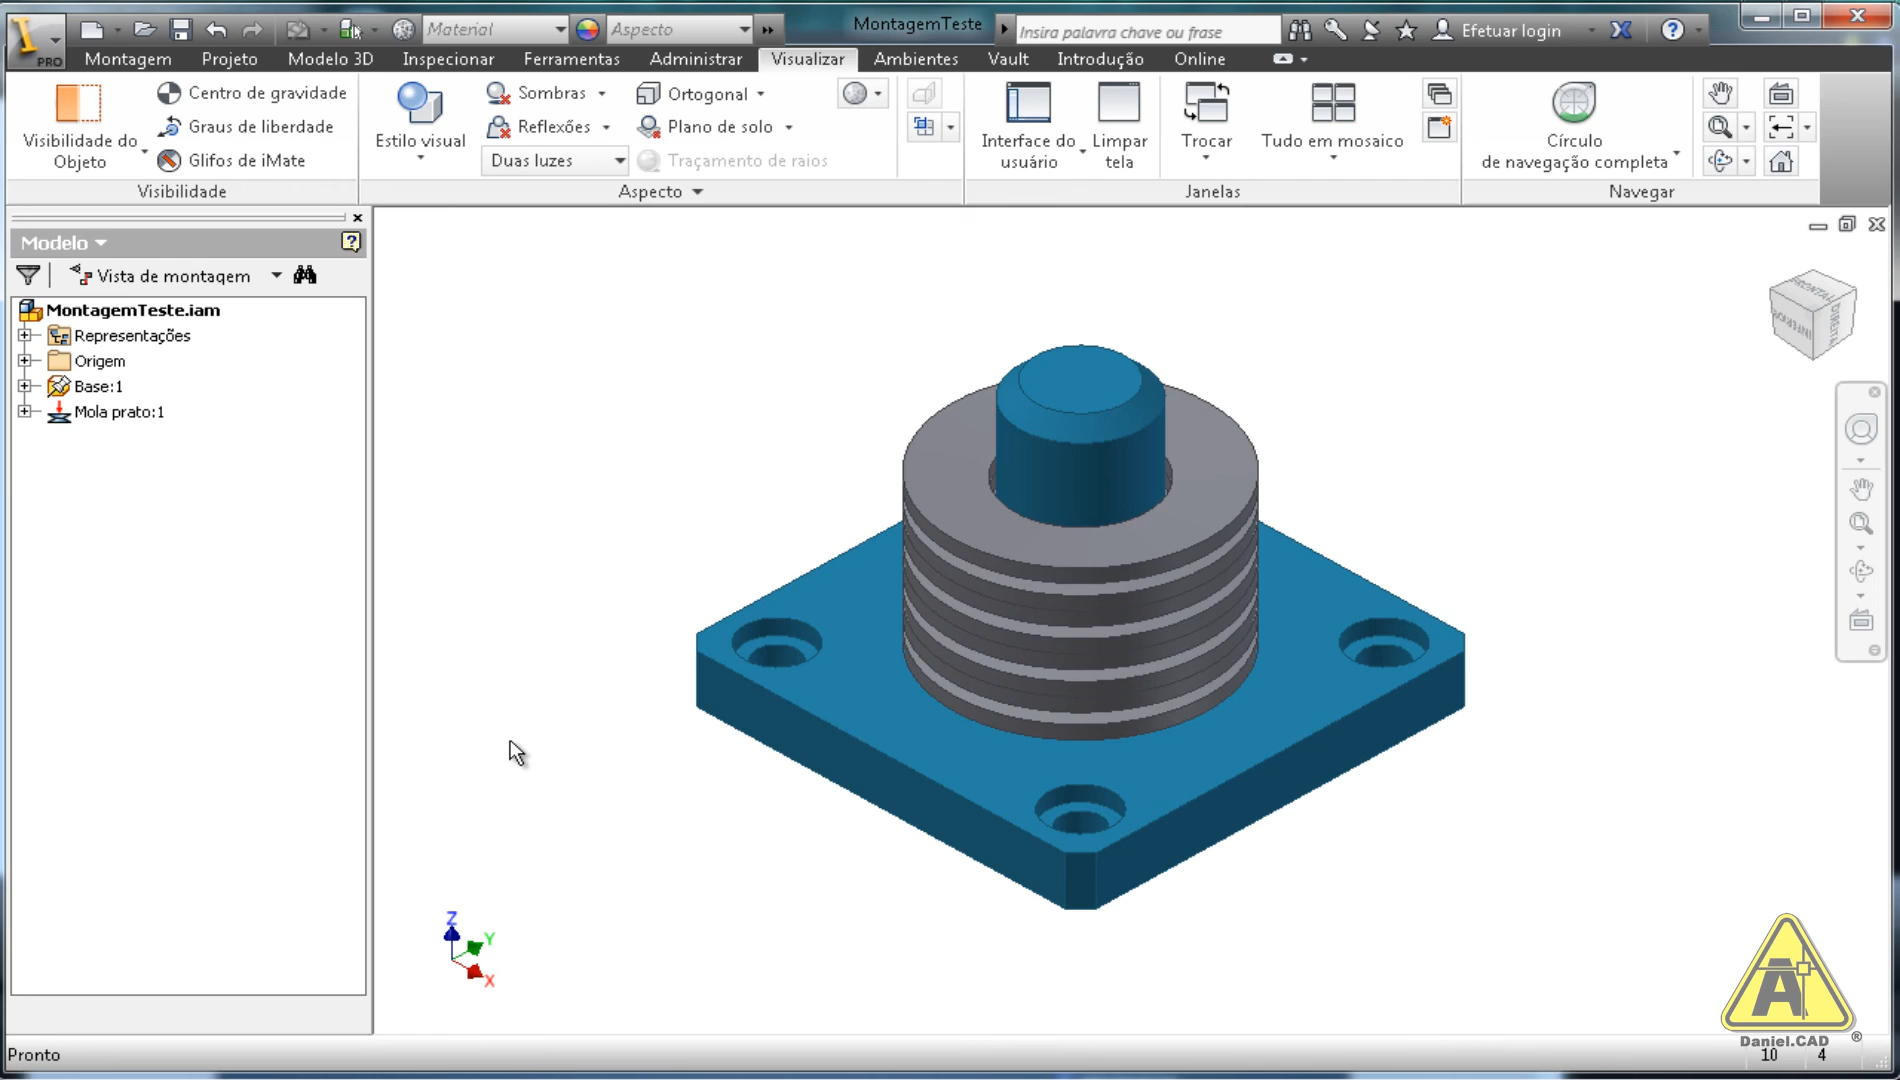 PRO
Material
Aspecto
MontagemTeste
Insira palavra chave ou frase
Efetuar login
Montagem
Projeto
Modelo 3D
Inspecionar
Ferramentas
Administrar
Visualizar
Ambientes
Vault
Introdução
Online
Visibilidade do
Objeto
Centro de gravidade
Graus de liberdade
Glifos de iMate
Visibilidade
Estilo visual
Sombras
Reflexões
Duas luzes
Ortogonal
Plano de solo
Traçamento de raios
Aspecto
Interface do
usuário
Limpar
tela
Trocar
Tudo em mosaico
Janelas
Círculo
de navegação completa
Navegar
Modelo
Vista de montagem
MontagemTeste.iam
Representações
Origem
Base:1
Mola prato:1
FRONTAL
DIREITA
INFERIOR
Z
Y
X
A
Daniel.CAD ®
Pronto
10 4